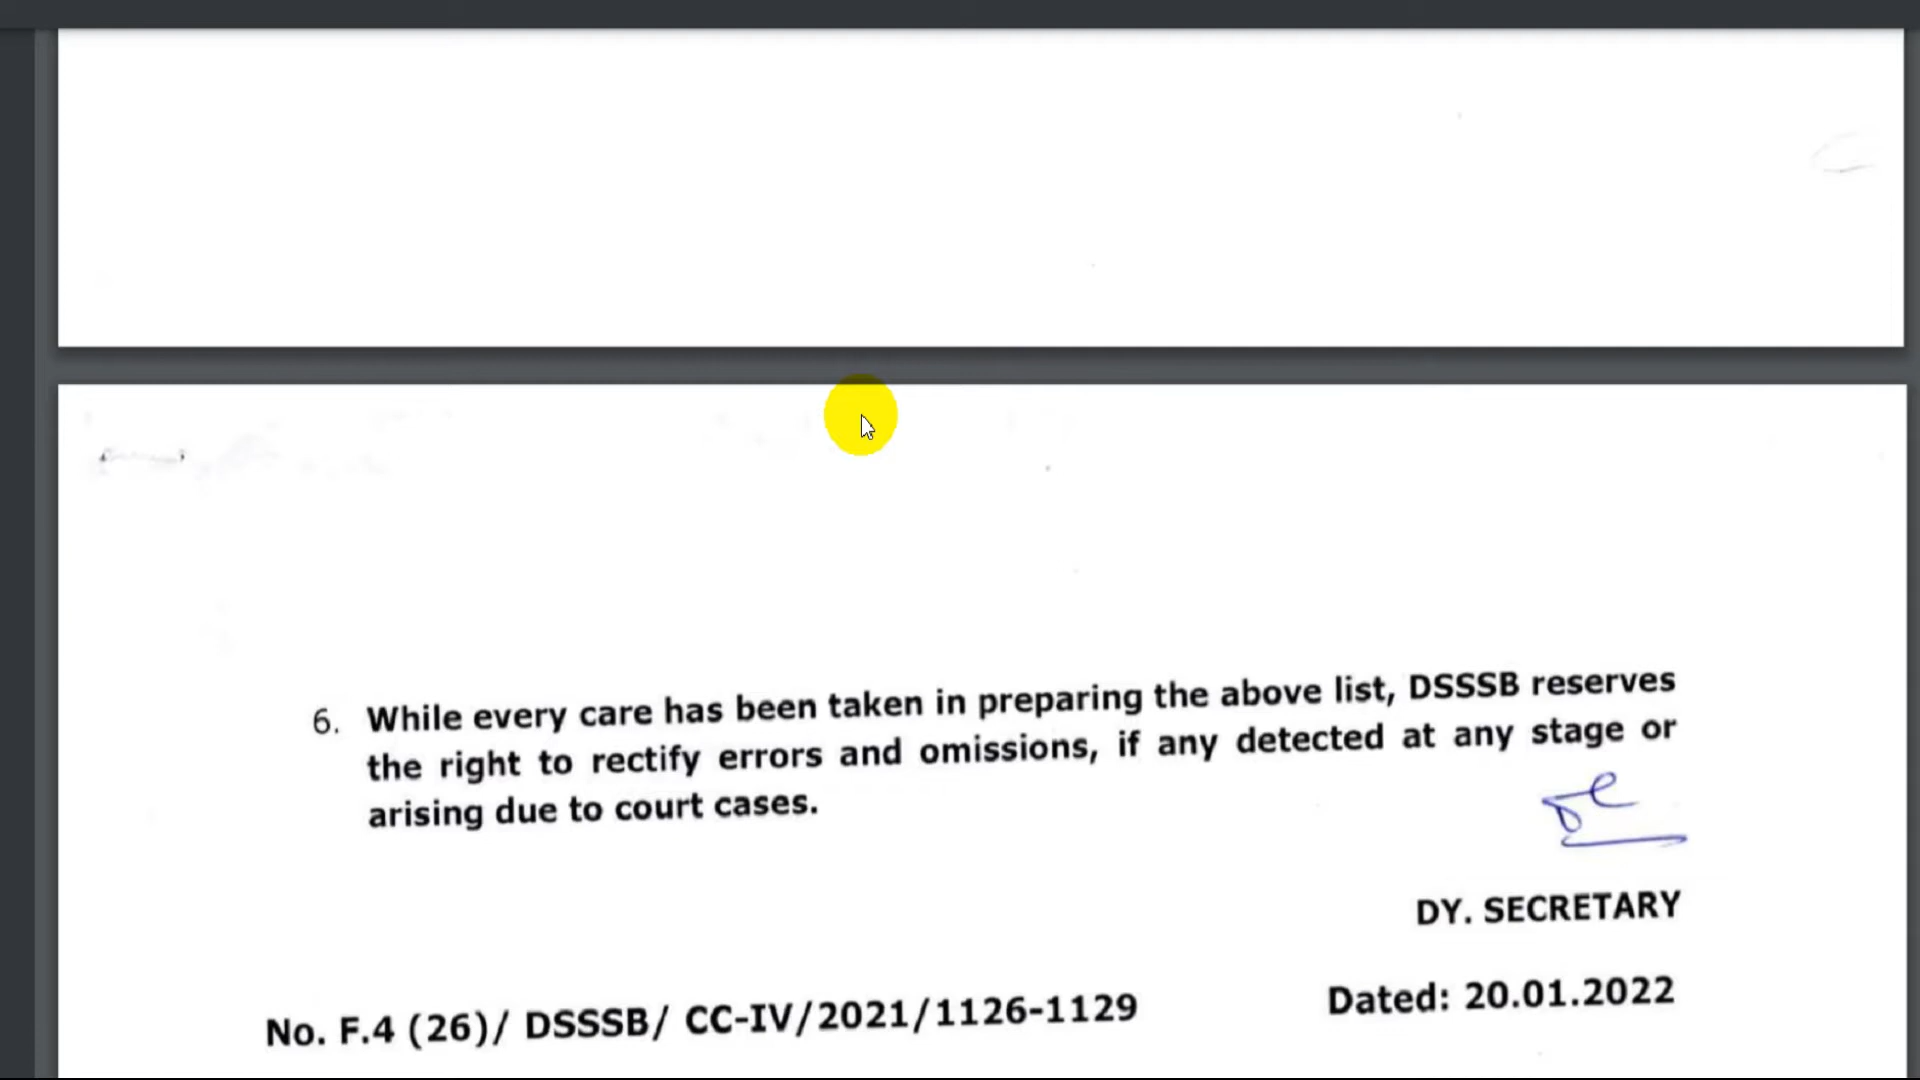 6. While every care has been taken in preparing the above list, DSSSB reserves
the right to rectify errors and omissions, if any detected at any stage or
arising due to court cases.
DY. SECRETARY
No. F.4 (26)/ DSSSB/ CC-IV/2021/1126-1129
Dated: 20.01.2022